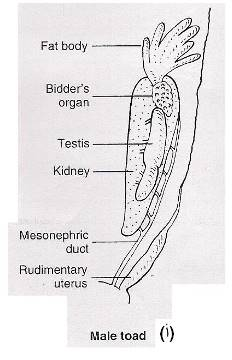 Fat body
Bidder's
organ
Testis
Kidney
Mesonephric
duct
Rudimentary
uterus
Male toad (i)